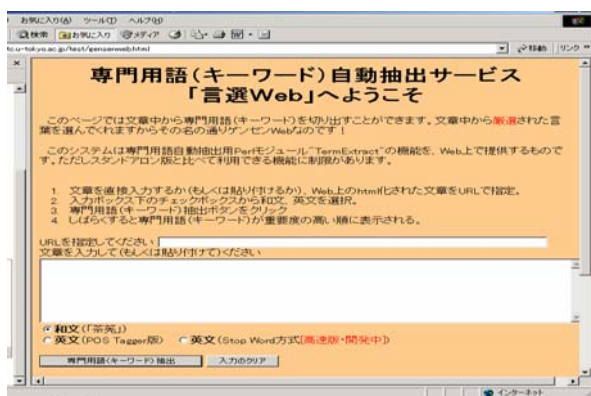 お気に入り(A) ツール(T) ヘルプ(H)
検索 お気に入り メディア
tc.u-tokyo.ac.jp/test/gensenweb.html 移動 リンク
専門用語(キーワード)自動抽出サービス
「言選Web」へようこそ
このページでは文章中から専門用語(キーワード)を切り出すことができます。文章中から厳選された言
葉を選んでくれますからその名の通りゲンセンWebなのです！
このシステムは専門用語自動抽出用Perlモジュール"TermExtract"の機能を、Web上で提供するもので
す。ただしスタンドアロン版と比べて利用できる機能に制限があります。
1. 文章を直接入力するか(もしくは貼り付けるか)、Web上のhtml化された文章をURLで指定。
2. 入力ボックス下のチェックボックスから和文、英文を選択。
3. 専門用語(キーワード)抽出ボタンをクリック
4. しばらくすると専門用語(キーワード)が重要度の高い順に表示される。
URLを指定してください
文章を入力して(もしくは貼り付けて)ください
和文(「茶筅」)
英文(POS Tagger版) 英文(Stop Word方式[高速版・開発中])
専門用語(キーワード)抽出 入力のクリア
インターネット